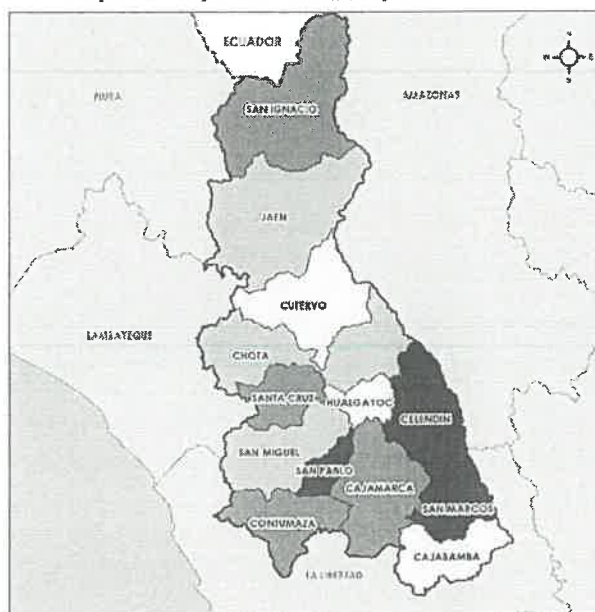 ECUADOR
N
W
E
S
PIURA
AMAZONAS
SAN IGNACIO
JAEN
CUTERVO
LAMBAYEQUE
CHOTA
SANTA CRUZ
HUALGAYOC
CELENDIN
SAN MIGUEL
SAN PABLO
CAJAMARCA
SAN MARCOS
CONTUMAZA
CAJABAMBA
LA LIBERTAD